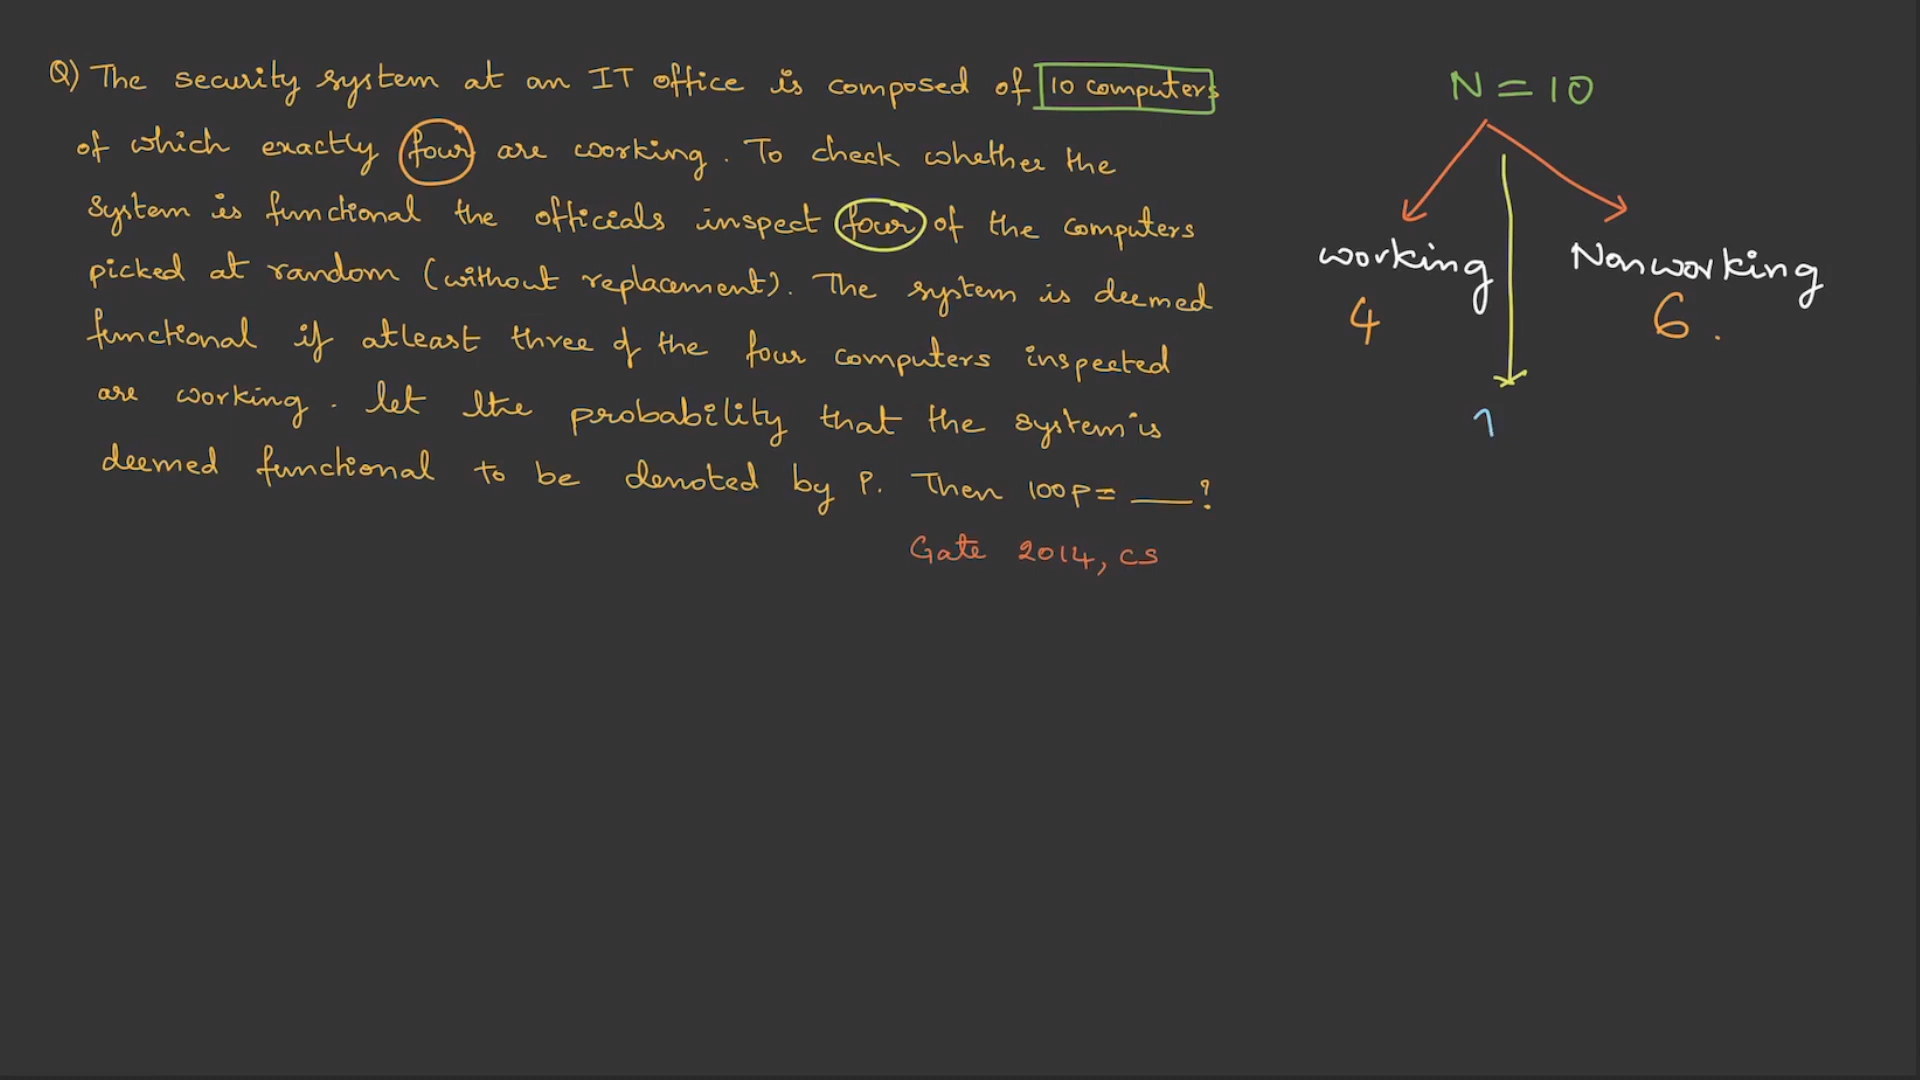 Q) The security system at an IT office is composed of 10 computers
of which exactly four are working. To check whether the
system is functional the officials inspect four of the computers
picked at random (without replacement). The system is deemed
functional if atleast three of the four computers inspected
are working. let the probability that the system is
deemed functional to be denoted by P. Then 100p = ___?
Gate 2014, CS
N = 10
working Nonworking
4 6.